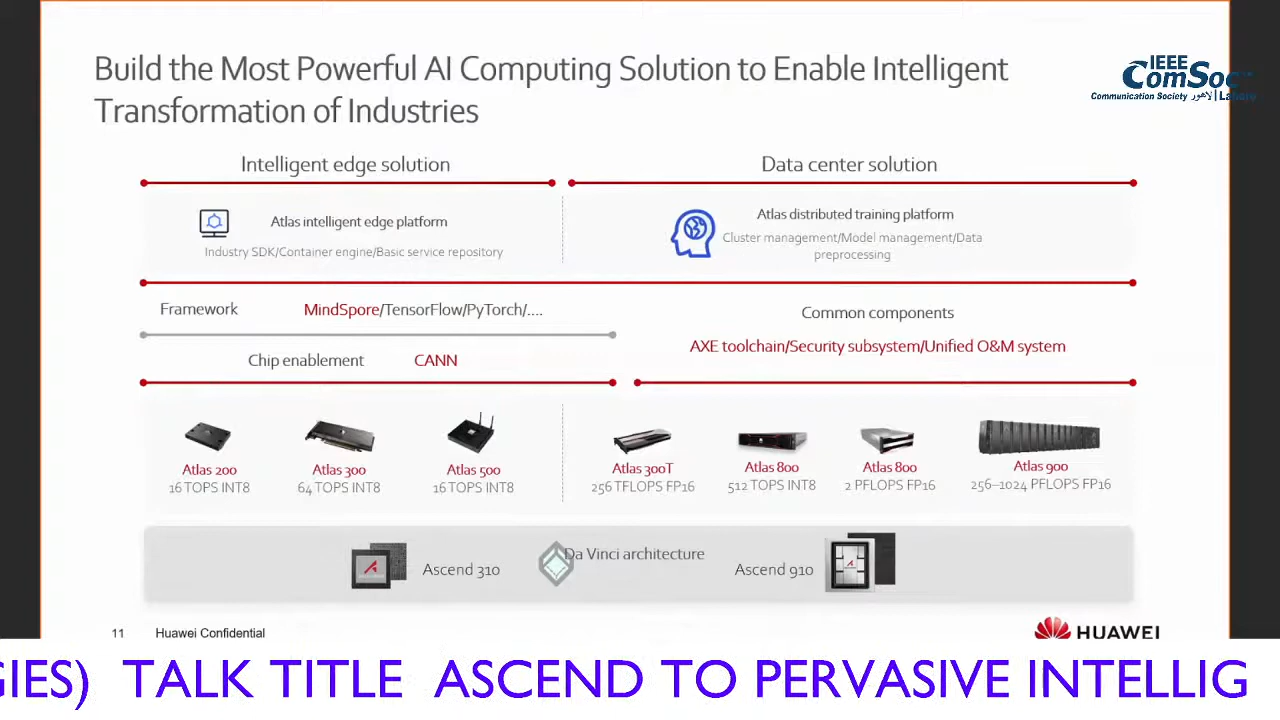 Build the Most Powerful AI Computing Solution to Enable Intelligent
Transformation of Industries
IEEE
ComSoc
Communication Society لاهور | Lahore
Intelligent edge solution
Data center solution
Atlas intelligent edge platform
Industry SDK/Container engine/Basic service repository
Atlas distributed training platform
Cluster management/Model management/Data
preprocessing
Framework MindSpore/TensorFlow/PyTorch/....
Chip enablement CANN
Common components
AXE toolchain/Security subsystem/Unified O&M system
Atlas 200
16 TOPS INT8
Atlas 300
64 TOPS INT8
Atlas 500
16 TOPS INT8
Atlas 300T
256 TFLOPS FP16
Atlas 800
512 TOPS INT8
Atlas 800
2 PFLOPS FP16
Atlas 900
256–1024 PFLOPS FP16
Ascend 310
Da Vinci architecture
Ascend 910
11 Huawei Confidential
HUAWEI
GIES) TALK TITLE ASCEND TO PERVASIVE INTELLIG